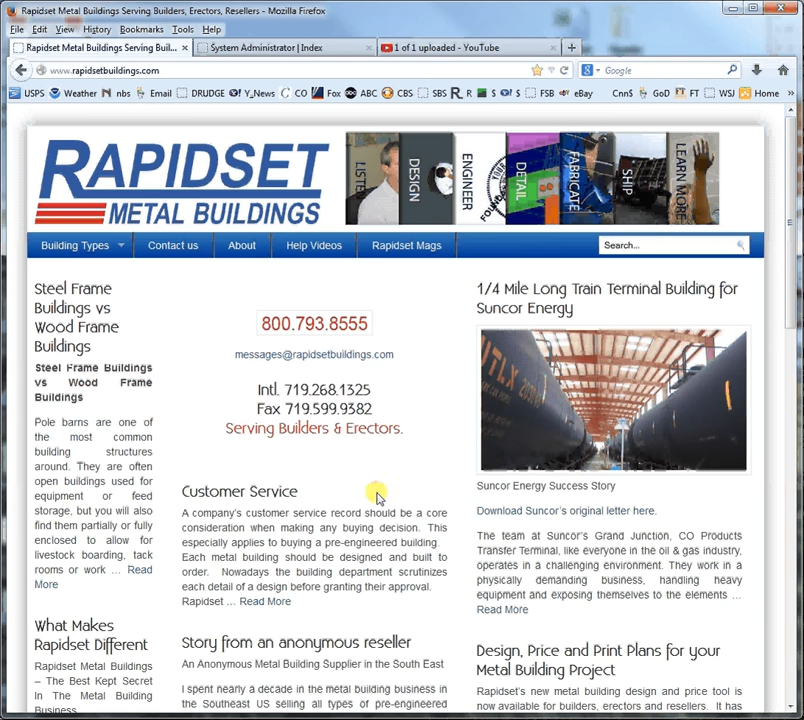 Rapidset Metal Buildings Serving Builders, Erectors, Resellers - Mozilla Firefox
File Edit View History Bookmarks Tools Help
Rapidset Metal Buildings Serving Buil... × System Administrator | Index × 1 of 1 uploaded - YouTube × +
www.rapidsetbuildings.com
Google
USPS Weather nbs Email DRUDGE Y_News CO Fox ABC CBS SBS R $ $ FSB eBay CnnS GoD FT WSJ Home »
RAPIDSET
METAL BUILDINGS
LISTE
DESIGN
ENGINEER
DETAIL
FABRICATE
SHIP
LEARN MORE
Building Types Contact us About Help Videos Rapidset Mags
Search...
Steel Frame
Buildings vs
Wood Frame
Buildings
Steel Frame Buildings
vs Wood Frame
Buildings
Pole barns are one of
the most common
building structures
around. They are often
open buildings used for
equipment or feed
storage, but you will also
find them partially or fully
enclosed to allow for
livestock boarding, tack
rooms or work ... Read
More
What Makes
Rapidset Different
Rapidset Metal Buildings
– The Best Kept Secret
In The Metal Building
Business
800.793.8555
messages@rapidsetbuildings.com
Intl. 719.268.1325
Fax 719.599.9382
Serving Builders & Erectors.
Customer Service
A company's customer service record should be a core
consideration when making any buying decision. This
especially applies to buying a pre-engineered building.
Each metal building should be designed and built to
order. Nowadays the building department scrutinizes
each detail of a design before granting their approval.
Rapidset ... Read More
Story from an anonymous reseller
An Anonymous Metal Building Supplier in the South East
I spent nearly a decade in the metal building business in
the Southeast US selling all types of pre-engineered
1/4 Mile Long Train Terminal Building for
Suncor Energy
Suncor Energy Success Story
Download Suncor's original letter here.
The team at Suncor's Grand Junction, CO Products
Transfer Terminal, like everyone in the oil & gas industry,
operates in a challenging environment. They work in a
physically demanding business, handling heavy
equipment and exposing themselves to the elements ...
Read More
Design, Price and Print Plans for your
Metal Building Project
Rapidset's new metal building design and price tool is
now available for builders, erectors and resellers. It has